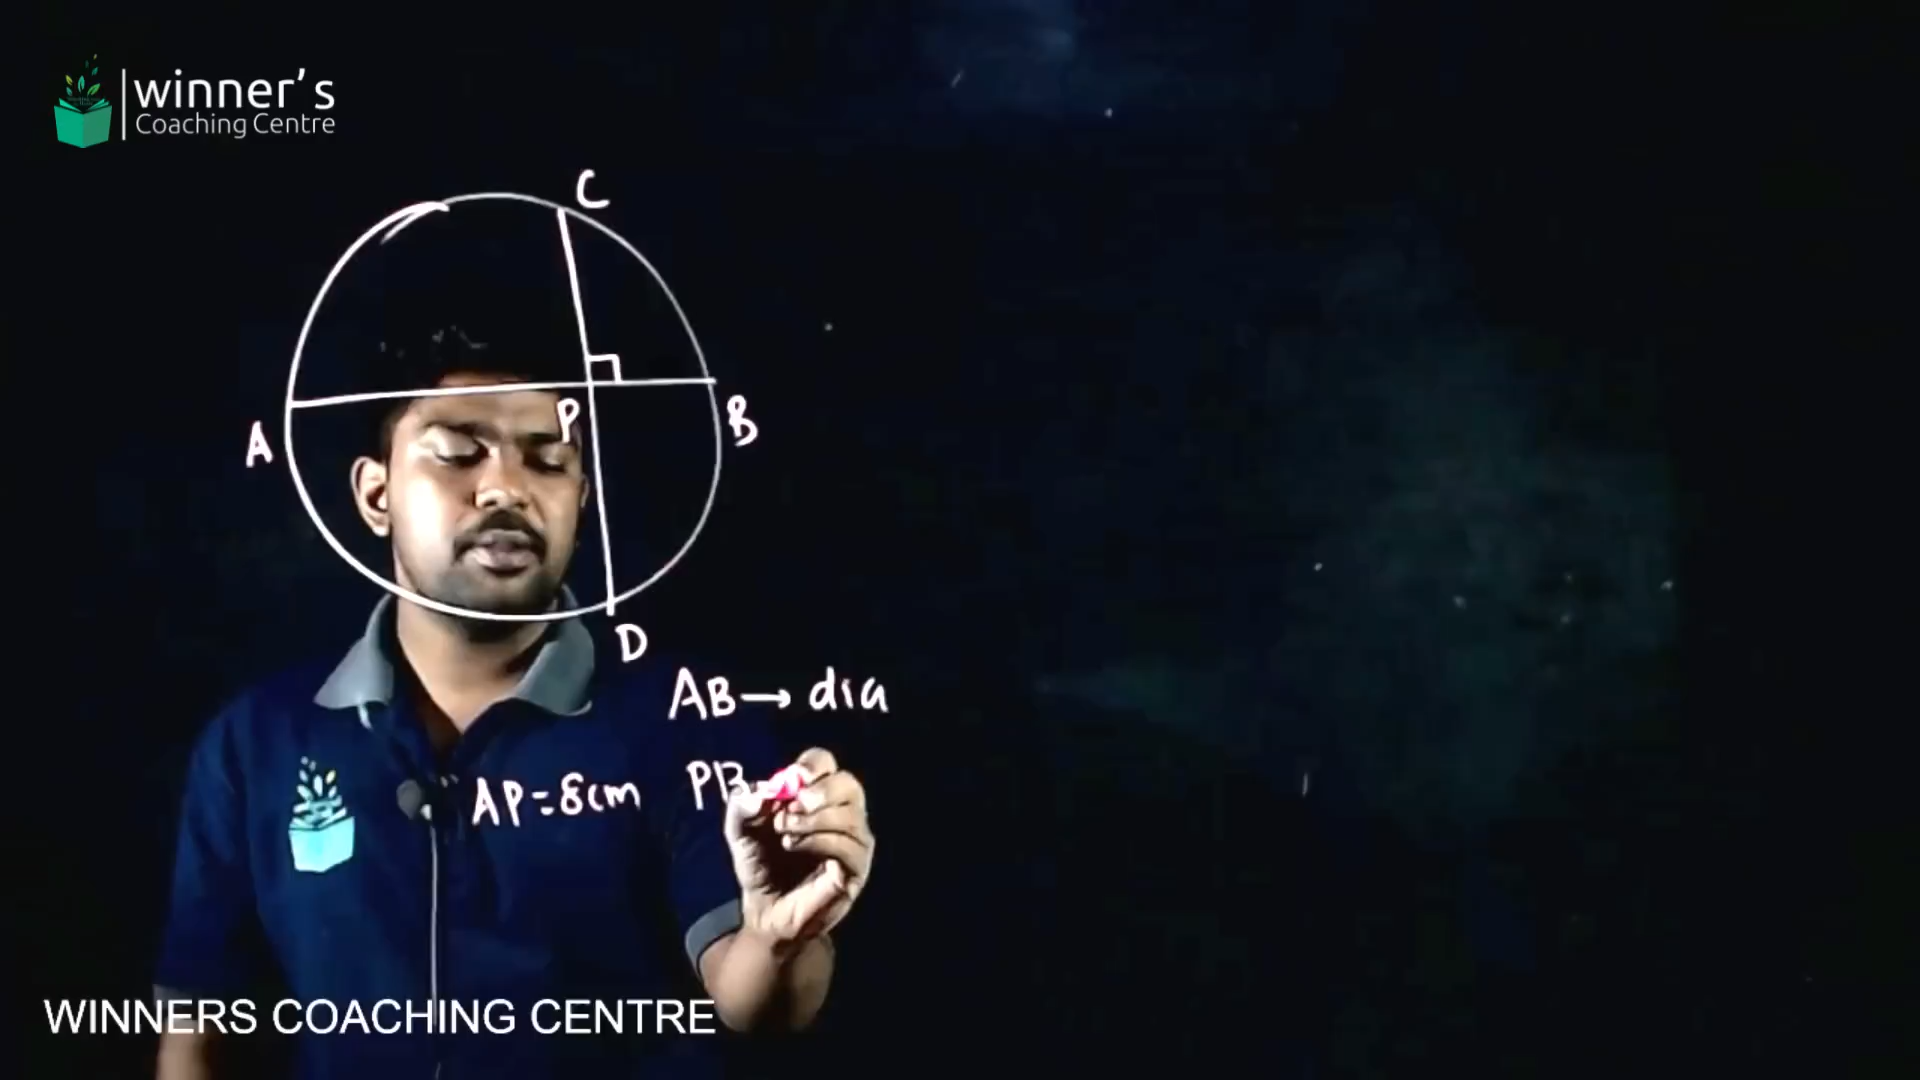 winner's
Coaching Centre
C
A
P
B
D
AB → dia
AP = 8cm PB
WINNERS COACHING CENTRE